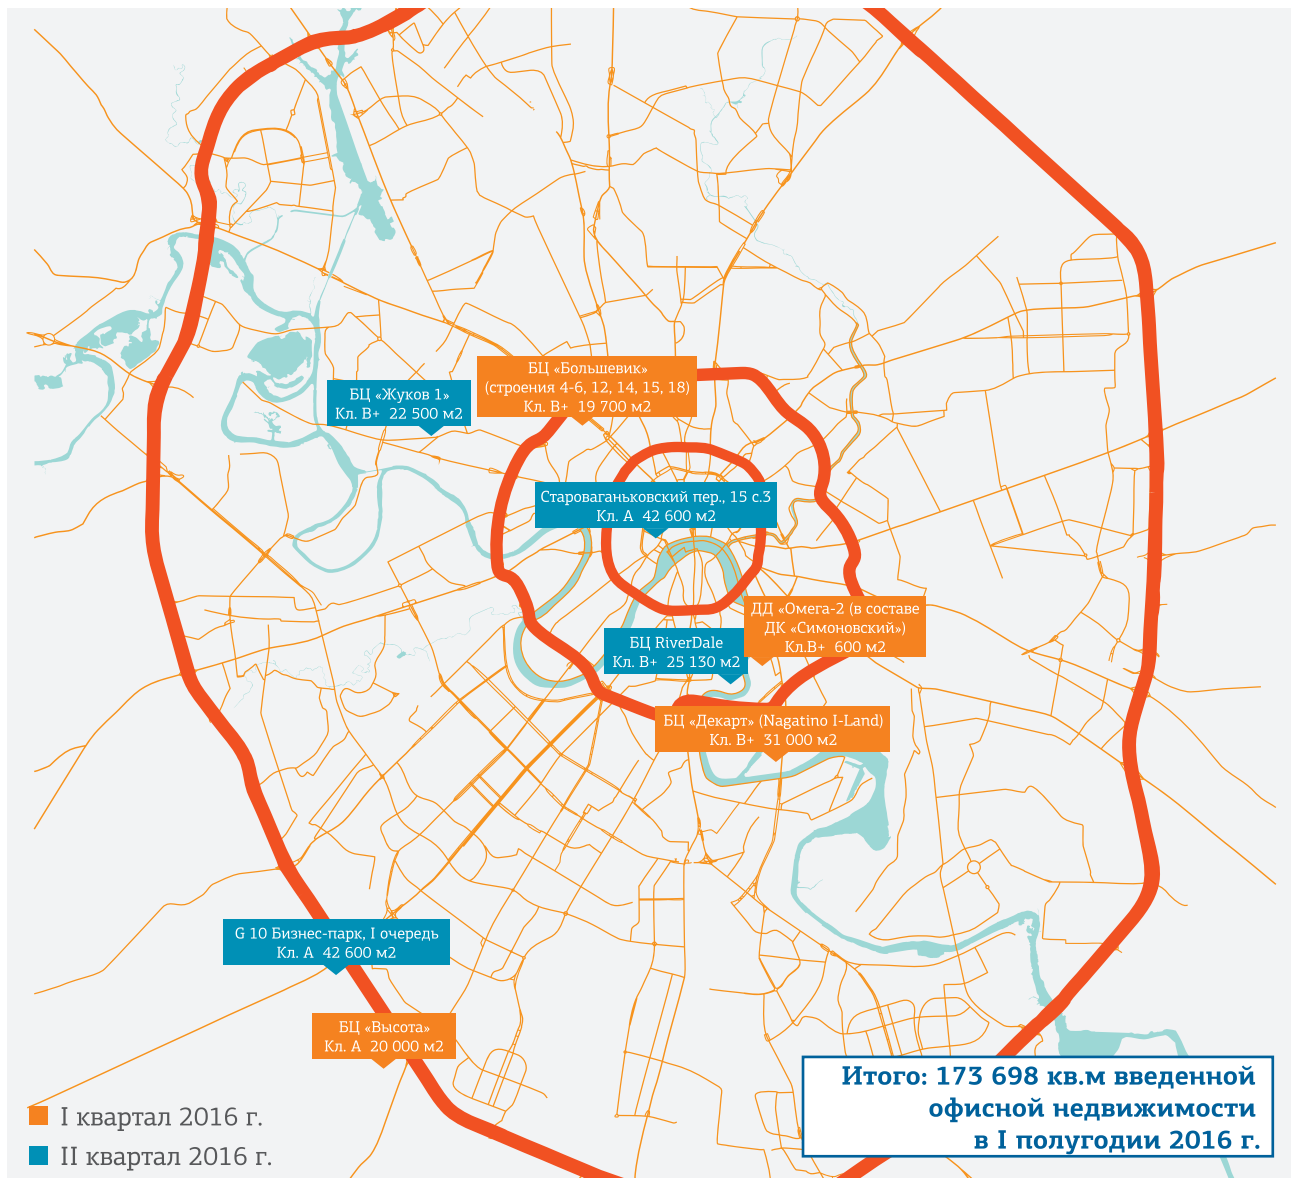 БЦ «Большевик»
(строения 4-6, 12, 14, 15, 18)
Кл. В+ 19 700 м2
БЦ «Жуков 1»
Кл. В+ 22 500 м2
Староваганьковский пер., 15 с.3
Кл. А 42 600 м2
ДД «Омега-2 (в составе
ДК «Симоновский»)
Кл.В+ 600 м2
БЦ RiverDale
Кл. В+ 25 130 м2
БЦ «Декарт» (Nagatino I-Land)
Кл. В+ 31 000 м2
G 10 Бизнес-парк, I очередь
Кл. А 42 600 м2
БЦ «Высота»
Кл. А 20 000 м2
Итого: 173 698 кв.м введенной
офисной недвижимости
в I полугодии 2016 г.
I квартал 2016 г.
II квартал 2016 г.